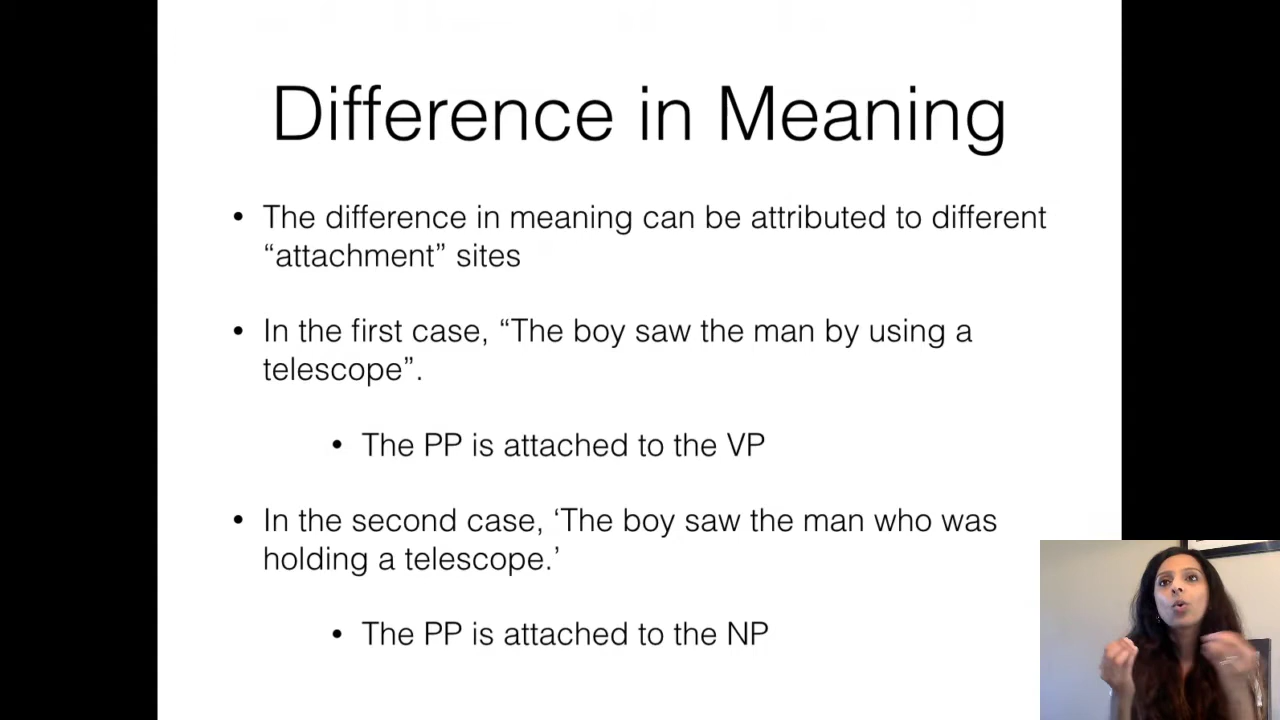 Difference in Meaning
• The difference in meaning can be attributed to different
“attachment” sites
• In the first case, “The boy saw the man by using a
telescope”.
• The PP is attached to the VP
• In the second case, ‘The boy saw the man who was
holding a telescope.’
• The PP is attached to the NP